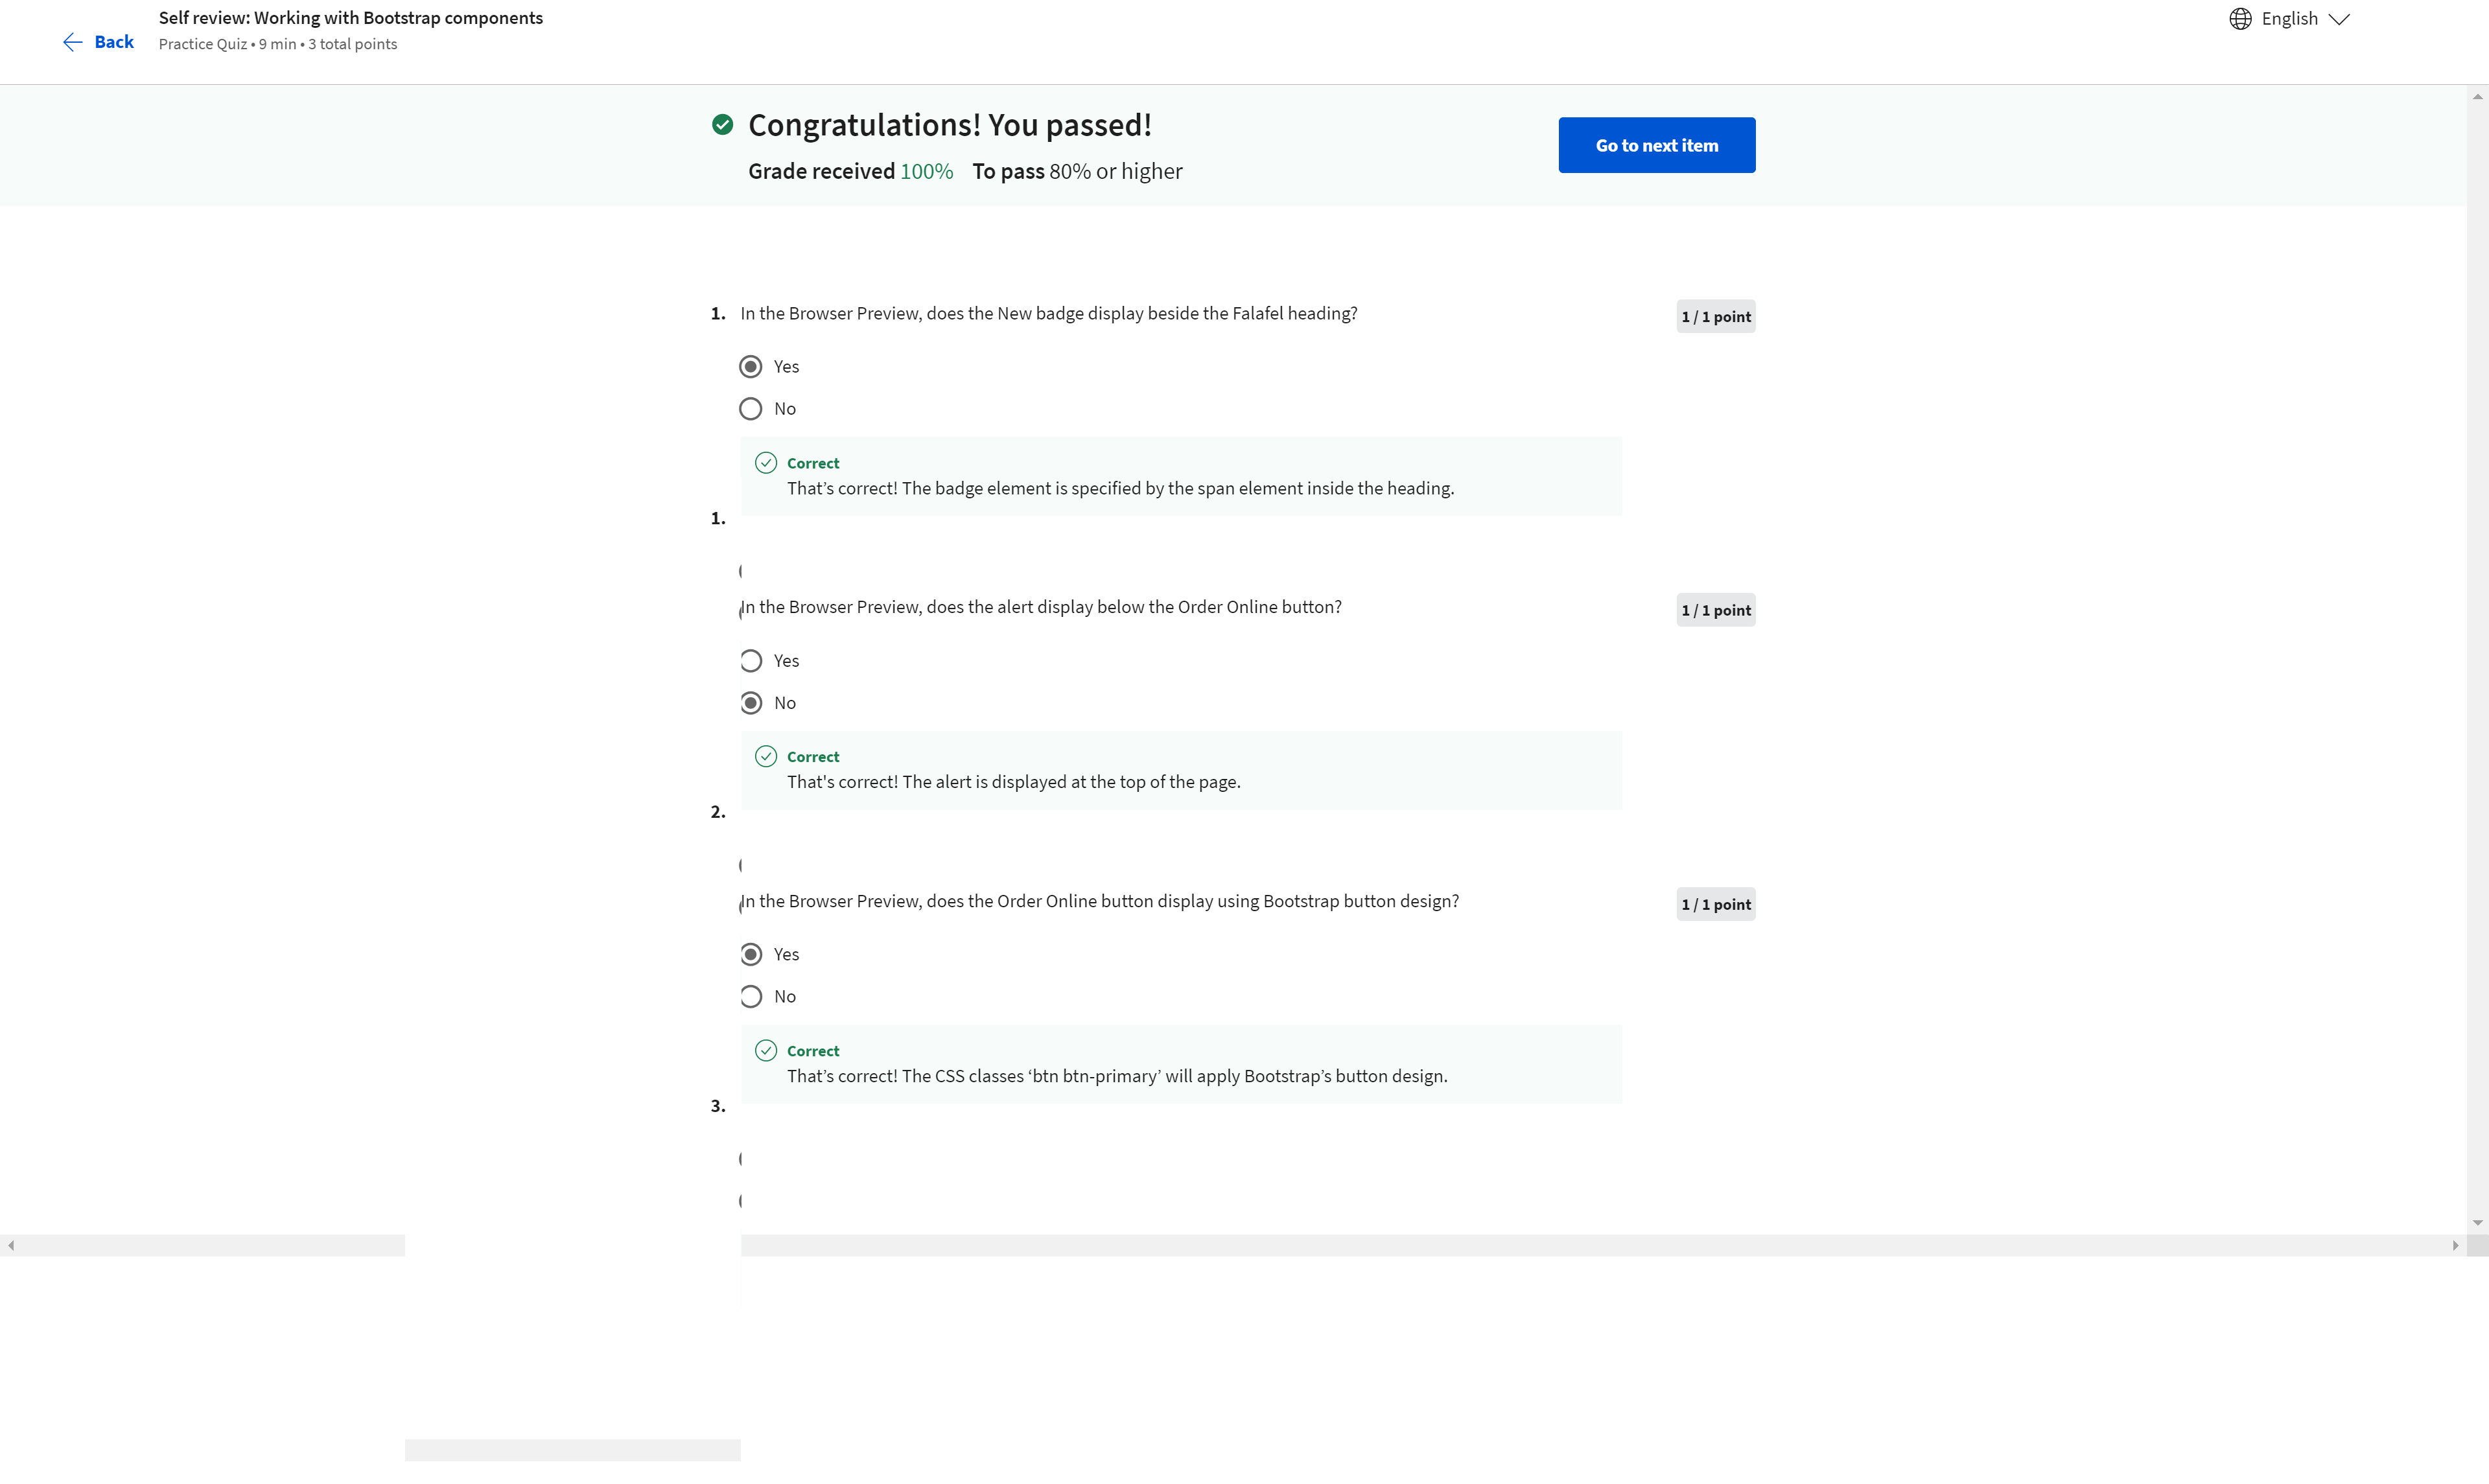 Self review: Working with Bootstrap components
Back
Practice Quiz • 9 min • 3 total points
English
Congratulations! You passed!
Grade received 100% To pass 80% or higher
Go to next item
1. In the Browser Preview, does the New badge display beside the Falafel heading?
1 / 1 point
Yes
No
Correct
That’s correct! The badge element is specified by the span element inside the heading.
1.
In the Browser Preview, does the alert display below the Order Online button?
1 / 1 point
Yes
No
Correct
That's correct! The alert is displayed at the top of the page.
2.
In the Browser Preview, does the Order Online button display using Bootstrap button design?
1 / 1 point
Yes
No
Correct
That’s correct! The CSS classes ‘btn btn-primary’ will apply Bootstrap’s button design.
3.